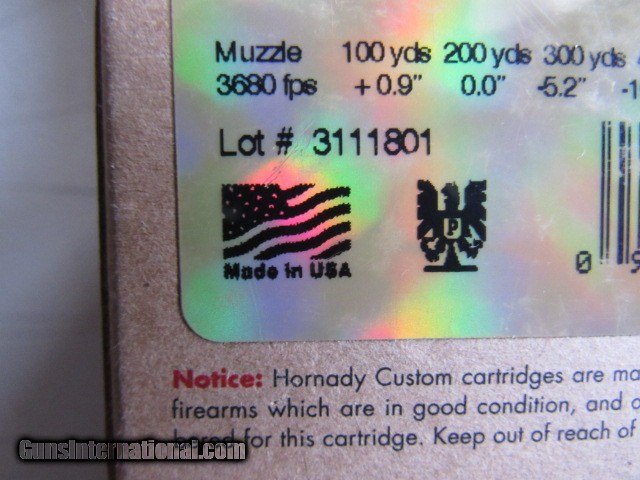 Muzzle 100 yds 200 yds 300 yds
3680 fps + 0.9" 0.0" -5.2"
Lot # 3111801
P
Made in USA
0
Notice: Hornady Custom cartridges are
firearms which are in good condition, and
bored for this cartridge. Keep out of reach of
GunsInternational.com